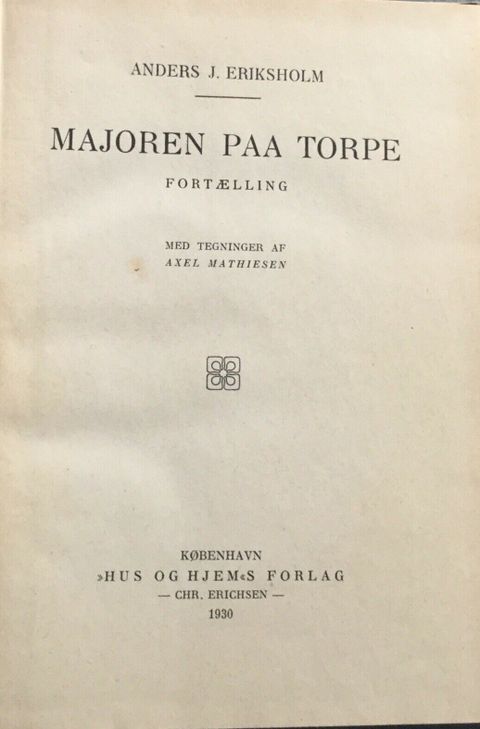 ANDERS J. ERIKSHOLM
MAJOREN PAA TORPE
FORTÆLLING
MED TEGNINGER AF
AXEL MATHIESEN
KØBENHAVN
»HUS OG HJEM«S FORLAG
— CHR. ERICHSEN —
1930